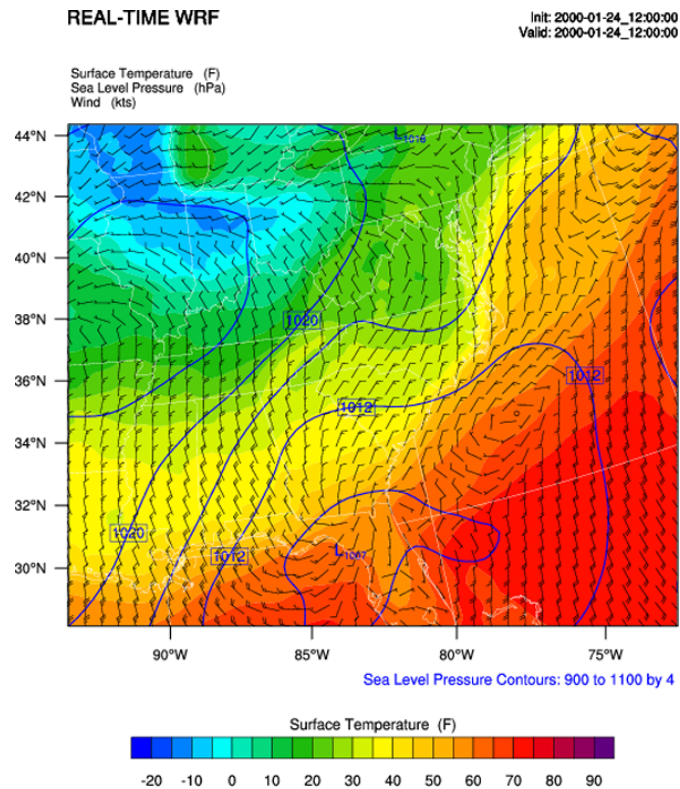 REAL-TIME WRF
Init: 2000-01-24_12:00:00
Valid: 2000-01-24_12:00:00
Surface Temperature (F)
Sea Level Pressure (hPa)
Wind (kts)
44°N
42°N
40°N
38°N
36°N
34°N
32°N
30°N
L1016
1020
1012
1012
1020
1012
L1007
90°W 85°W 80°W 75°W
Sea Level Pressure Contours: 900 to 1100 by 4
Surface Temperature (F)
-20 -10 0 10 20 30 40 50 60 70 80 90